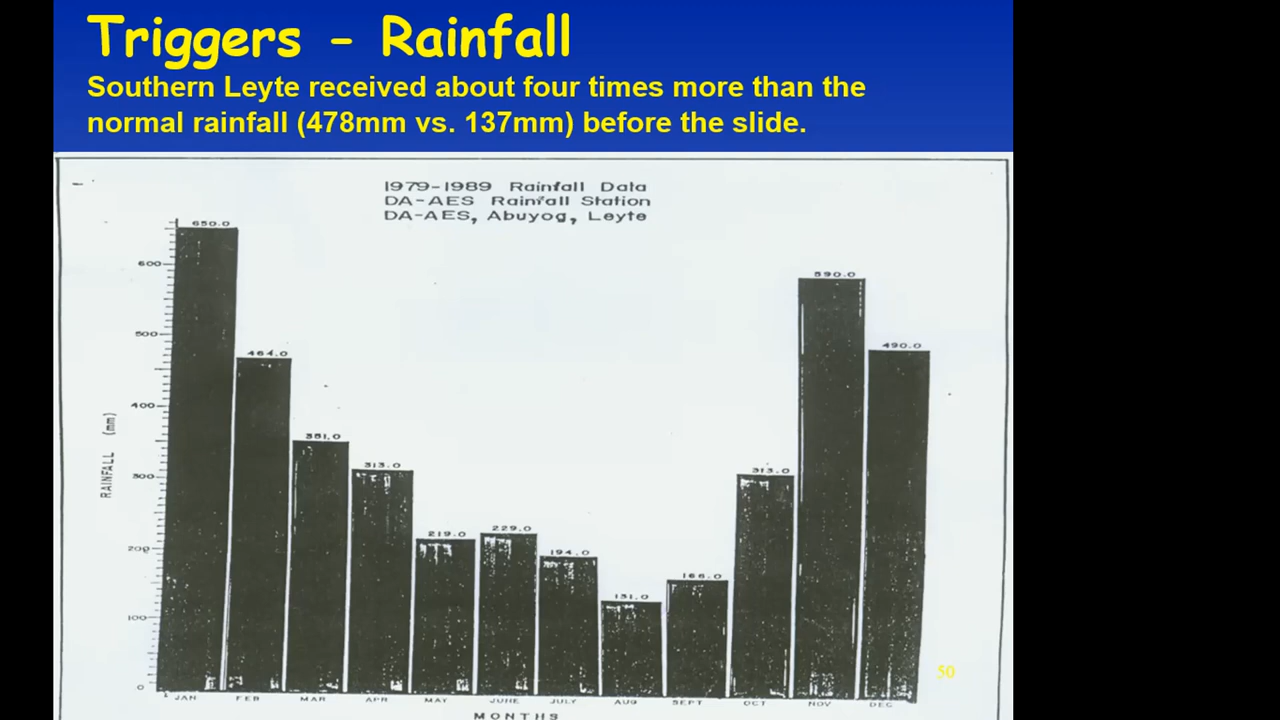 Triggers - Rainfall
Southern Leyte received about four times more than the
normal rainfall (478mm vs. 137mm) before the slide.
1979-1989 Rainfall Data
DA-AES Rainfall Station
DA-AES, Abuyog, Leyte
650.0
600
590.0
500
490.0
464.0
400
351.0
RAINFALL (mm)
313.0
313.0
300
219.0
229.0
200
194.0
166.0
131.0
100
50
0
JAN FEB MAR APR MAY JUNE JULY AUG SEPT OCT NOV DEC
MONTHS